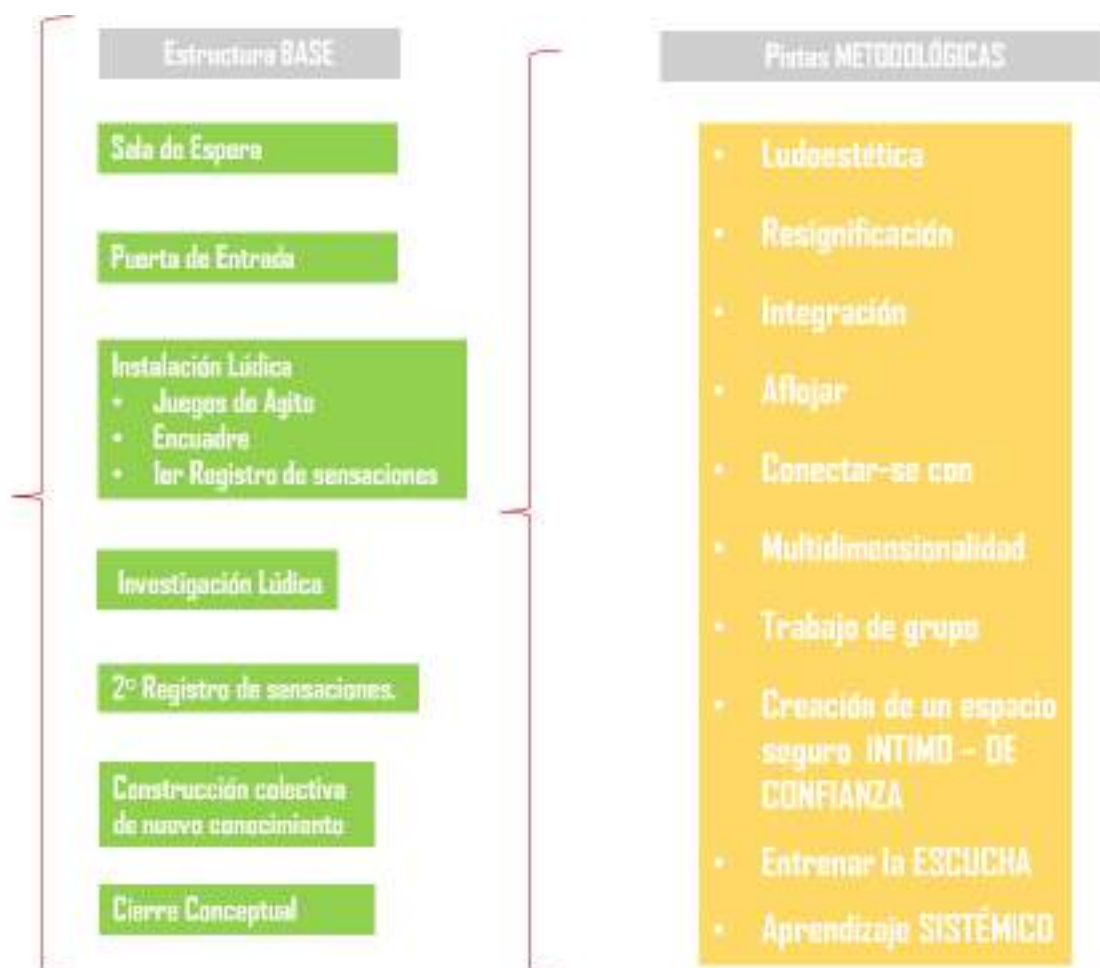 Estructura BASE
Sala de Espera
Puerta de Entrada
Instalación Lúdica
• Juegos de Agite
• Encuadre
• 1er Registro de sensaciones
Investigación Lúdica
2º Registro de sensaciones.
Construcción colectiva
de nuevo conocimiento
Cierre Conceptual
Pistas METODOLÓGICAS
• Ludoestética
• Resignificación
• Integración
• Aflojar
• Conectar-se con
• Multidimensionalidad
• Trabajo de grupo
• Creación de un espacio
seguro INTIMO – DE
CONFIANZA
• Entrenar la ESCUCHA
• Aprendizaje SISTÉMICO